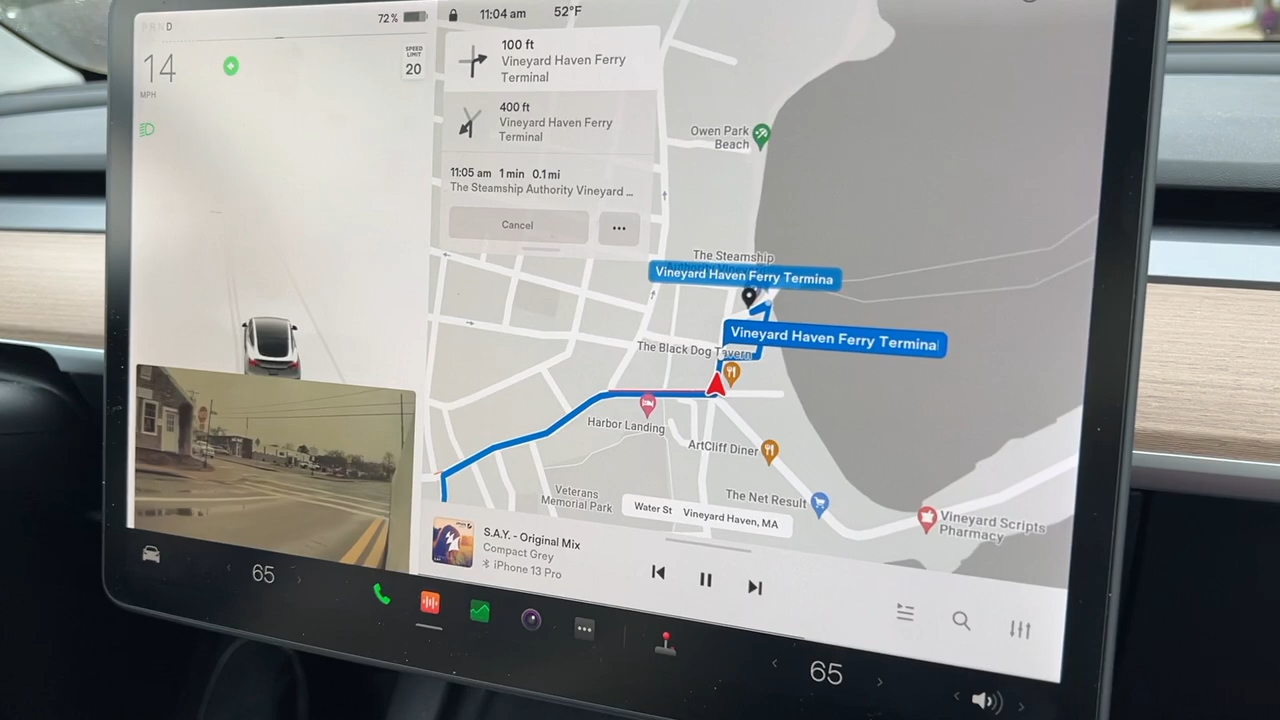 PRND
72%
14
MPH
SPEED
LIMIT
20
11:04 am
52°F
100 ft
Vineyard Haven Ferry
Terminal
400 ft
Vineyard Haven Ferry
Terminal
11:05 am 1 min 0.1 mi
The Steamship Authority Vineyard ...
Cancel
Owen Park
Beach
The Steamship
Vineyard Haven Ferry Termina
Vineyard Haven Ferry Terminal
The Black Dog Tavern
Harbor Landing
ArtCliff Diner
The Net Result
Veterans
Memorial Park
Water St Vineyard Haven, MA
Vineyard Scripts
Pharmacy
S.A.Y. - Original Mix
Compact Grey
iPhone 13 Pro
65
65